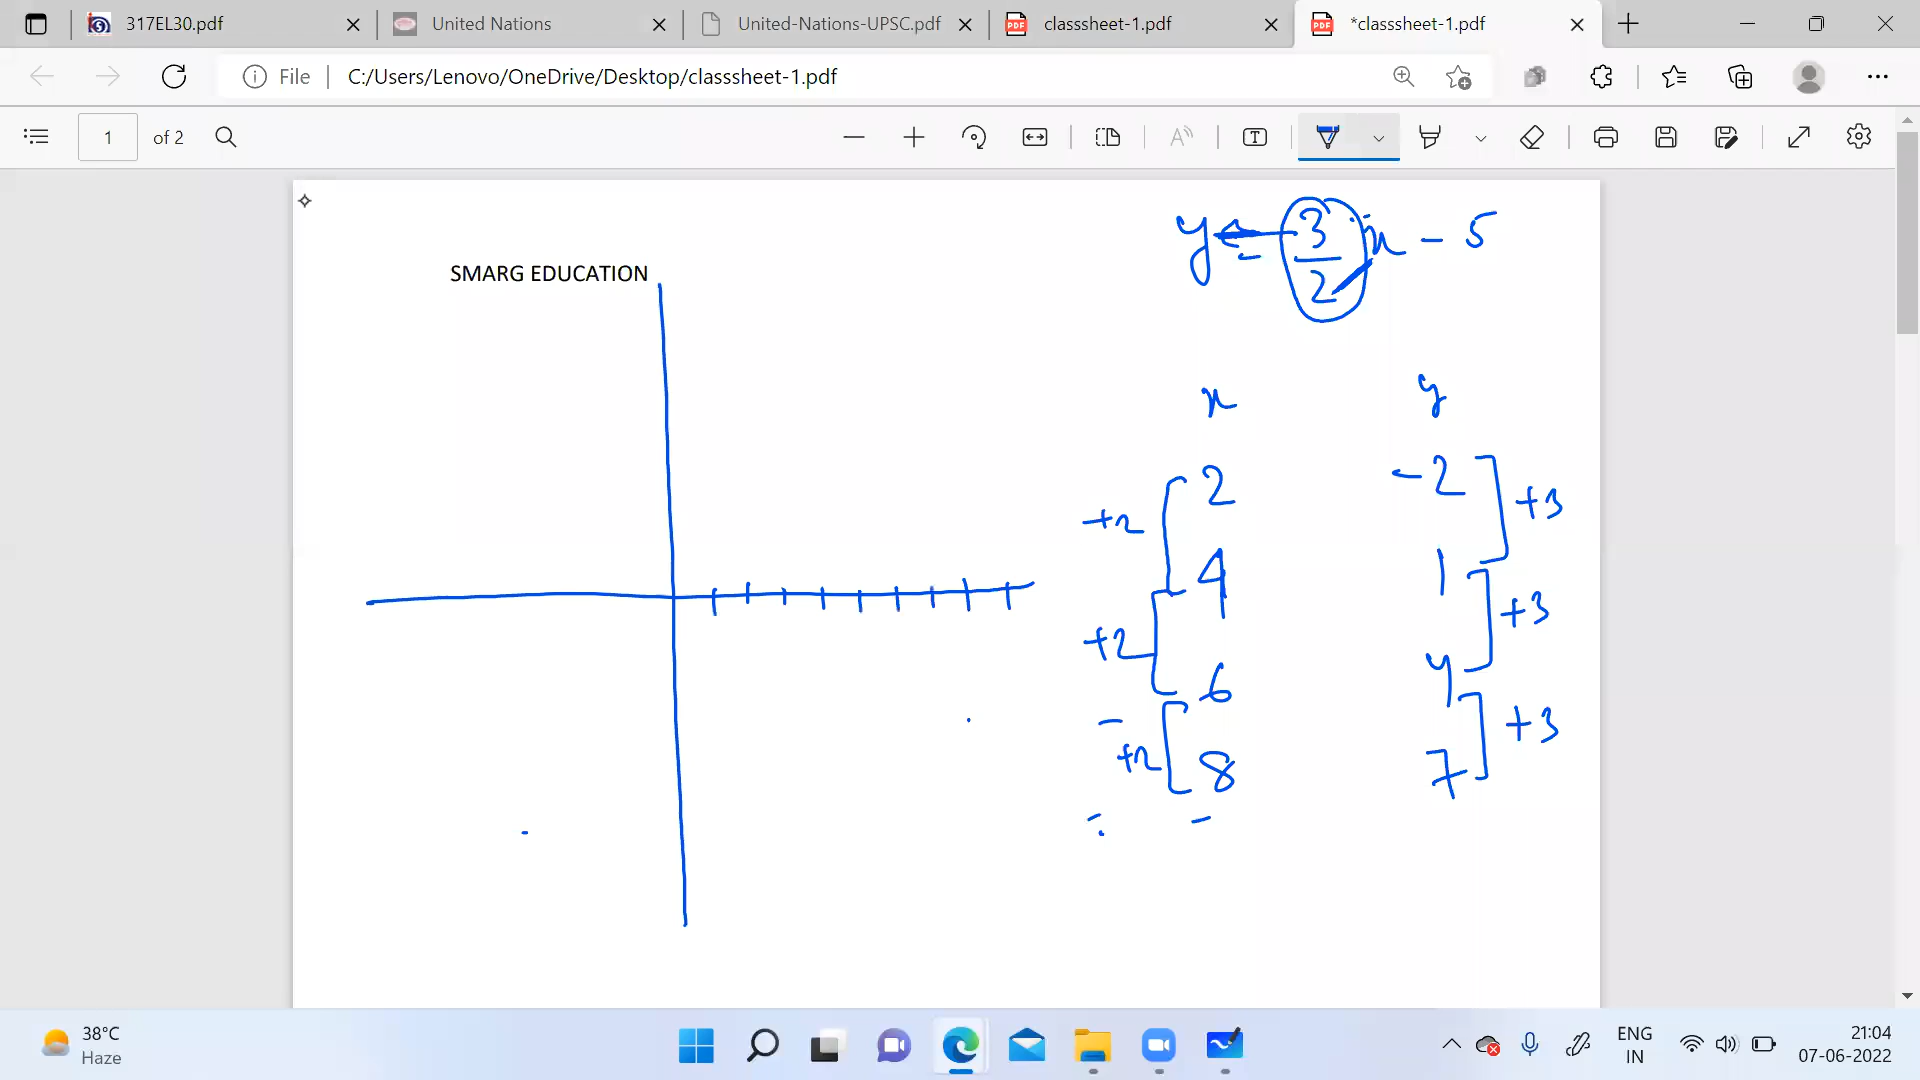 317EL30.pdf United Nations United-Nations-UPSC.pdf classsheet-1.pdf *classsheet-1.pdf
File C:/Users/Lenovo/OneDrive/Desktop/classsheet-1.pdf
1 of 2
y = 3/2 x - 5
SMARG EDUCATION
x y
2 -2
+2 +3
4 1
+2 +3
6 4
+2 +3
8 7
38°C
Haze
ENG
IN
21:04
07-06-2022